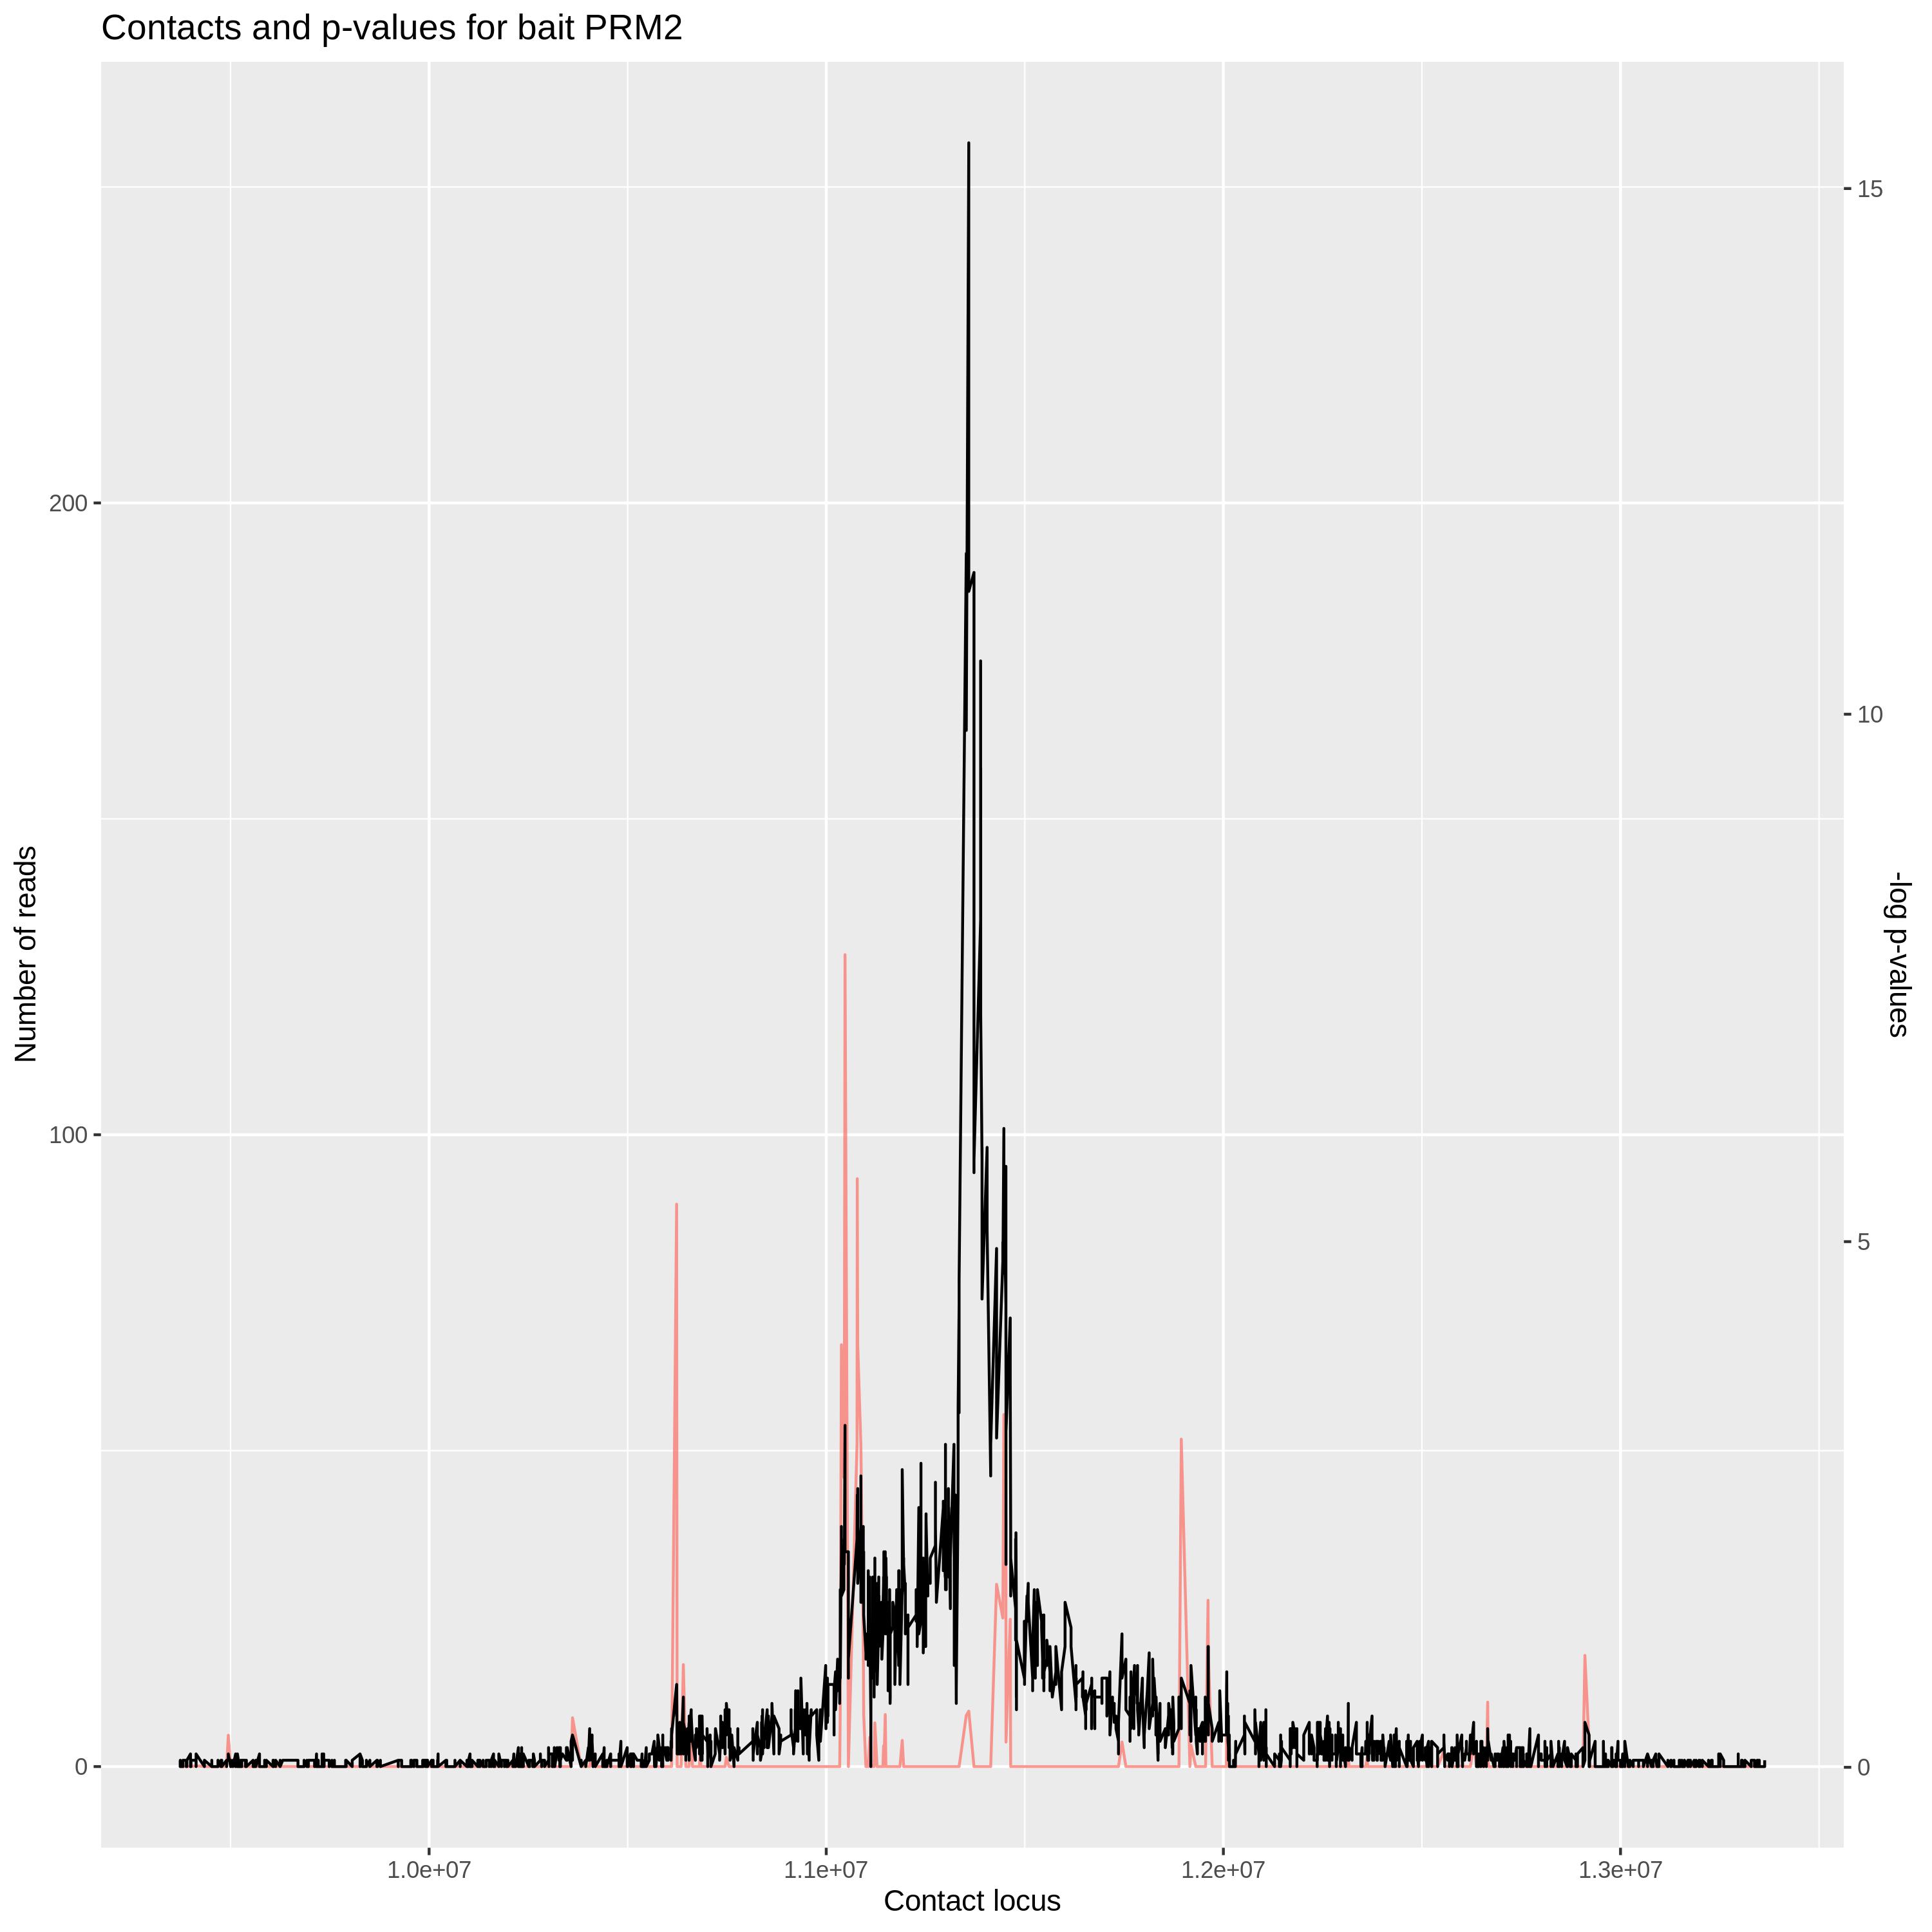 Contacts and p-values for bait PRM2
Number of reads
200
100
0
15
10
5
0
-log p-values
1.0e+07
1.1e+07
1.2e+07
1.3e+07
Contact locus